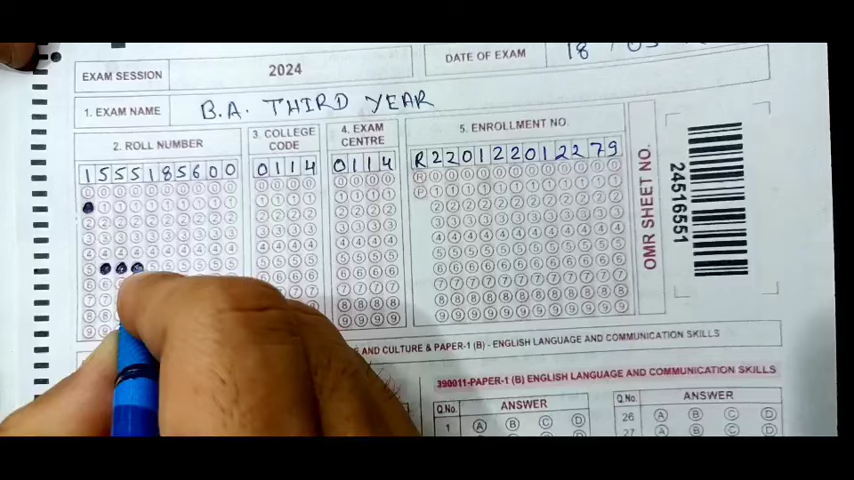 EXAM SESSION 2024 DATE OF EXAM 18
1. EXAM NAME B.A. THIRD YEAR
2. ROLL NUMBER 3 COLLEGE CODE 4. EXAM CENTRE 5. ENROLLMENT NO.
1555185600 0114 0114 R220122012279
OMR SHEET NO.
24516551
CULTURE & PAPER-1 (B) - ENGLISH LANGUAGE AND COMMUNICATION SKILLS
390011-PAPER-1 (B) ENGLISH LANGUAGE AND COMMUNICATION SKILLS
Q.No. ANSWER Q.No. ANSWER
1 A B C D 26 A B C D
27 A B C D